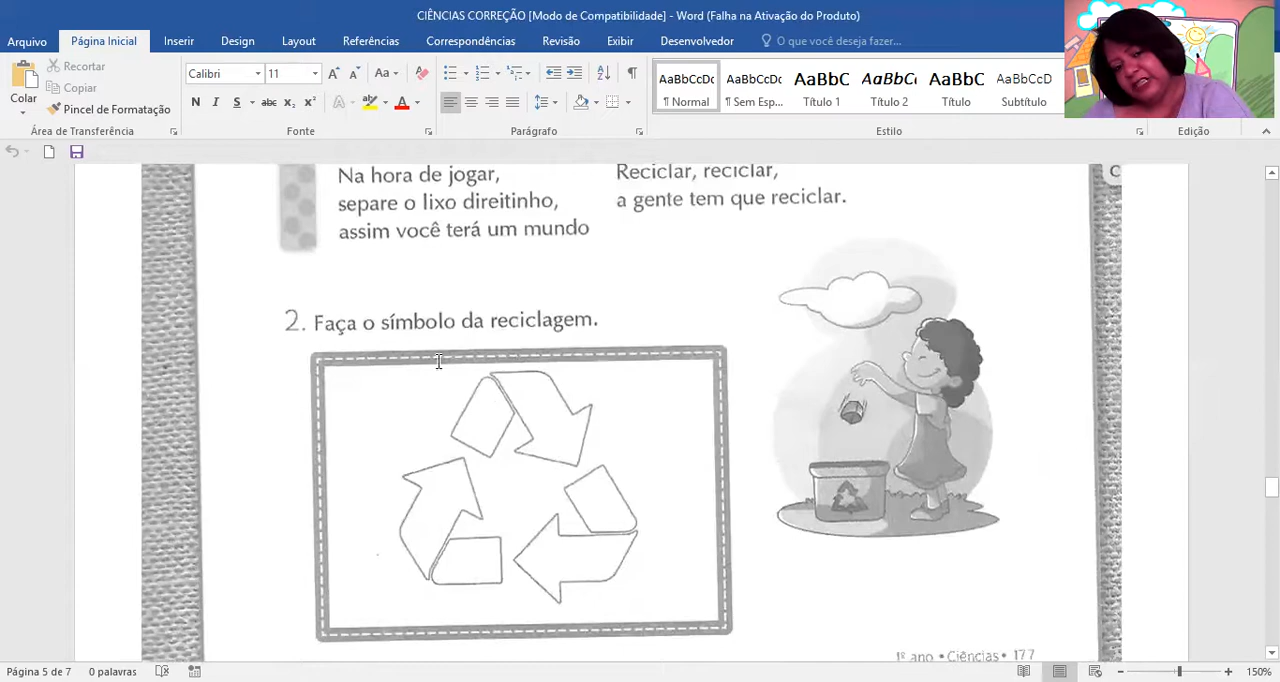 CIÊNCIAS CORREÇÃO [Modo de Compatibilidade] - Word (Falha na Ativação do Produto)
Arquivo Página Inicial Inserir Design Layout Referências Correspondências Revisão Exibir Desenvolvedor O que você deseja fazer...
Recortar
Copiar
Pincel de Formatação
Colar
Área de Transferência
Calibri 11
Aa
N I S abc x₂ x² A A
Fonte
Parágrafo
AaBbCcDc AaBbCcDc AaBbC AaBbCc AaBbC AaBbCcD
¶ Normal ¶ Sem Esp... Título 1 Título 2 Título Subtítulo
Estilo
Edição
Na hora de jogar,
separe o lixo direitinho,
assim você terá um mundo
Reciclar, reciclar,
a gente tem que reciclar.
C
2. Faça o símbolo da reciclagem.
1º ano • Ciências • 177
Página 5 de 7 0 palavras 150%